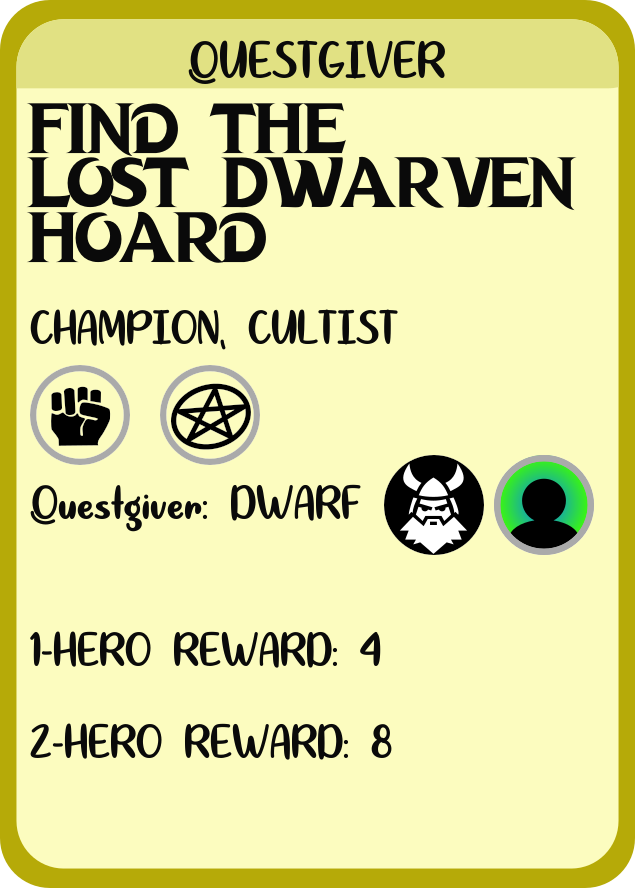 QUESTGIVER
FIND THE
LOST DWARVEN
HOARD
CHAMPION, CULTIST
Questgiver: DWARF
1-HERO REWARD: 4
2-HERO REWARD: 8